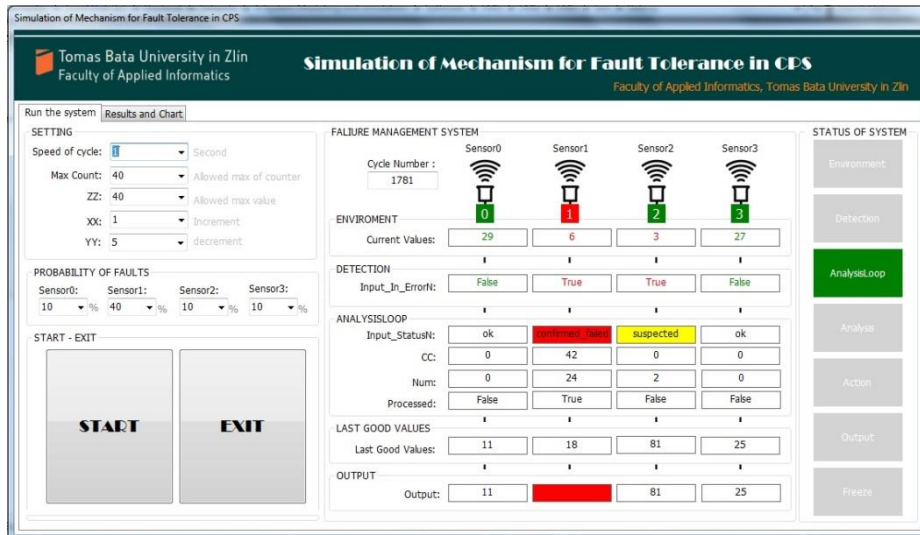 Simulation of Mechanism for Fault Tolerance in CPS
Tomas Bata University in Zlín
Faculty of Applied Informatics
Simulation of Mechanism for Fault Tolerance in CPS
Faculty of Applied Informatics, Tomas Bata University in Zlin
Run the system Results and Chart
SETTING
Speed of cycle: 1 Second
Max Count: 40 Allowed max of counter
ZZ: 40 Allowed max value
XX: 1 Increment
YY: 5 decrement
PROBABILITY OF FAULTS
Sensor0: Sensor1: Sensor2: Sensor3:
10 % 40 % 10 % 10 %
START - EXIT
START EXIT
FALIURE MANAGEMENT SYSTEM
Sensor0 Sensor1 Sensor2 Sensor3
Cycle Number :
1781
0 1 2 3
ENVIROMENT
Current Values: 29 6 3 27
DETECTION
Input_In_ErrorN: False True True False
ANALYSISLOOP
Input_StatusN: ok confirmed_failed suspected ok
CC: 0 42 0 0
Num: 0 24 2 0
Processed: False True False False
LAST GOOD VALUES
Last Good Values: 11 18 81 25
OUTPUT
Output: 11 81 25
STATUS OF SYSTEM
Environment
Detection
AnalysisLoop
Analysis
Action
Output
Freeze